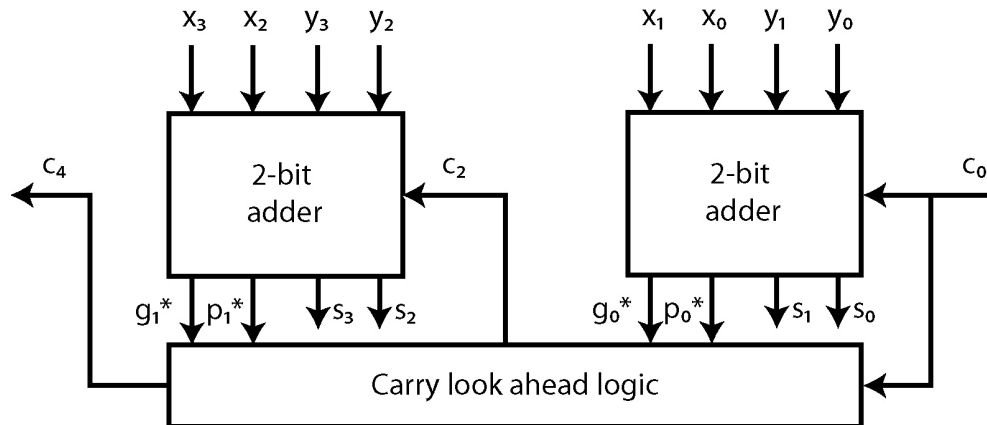 x₃ x₂ y₃ y₂ x₁ x₀ y₁ y₀
c₄ 2-bit adder c₂ 2-bit adder c₀
g₁* p₁* s₃ s₂ g₀* p₀* s₁ s₀
Carry look ahead logic